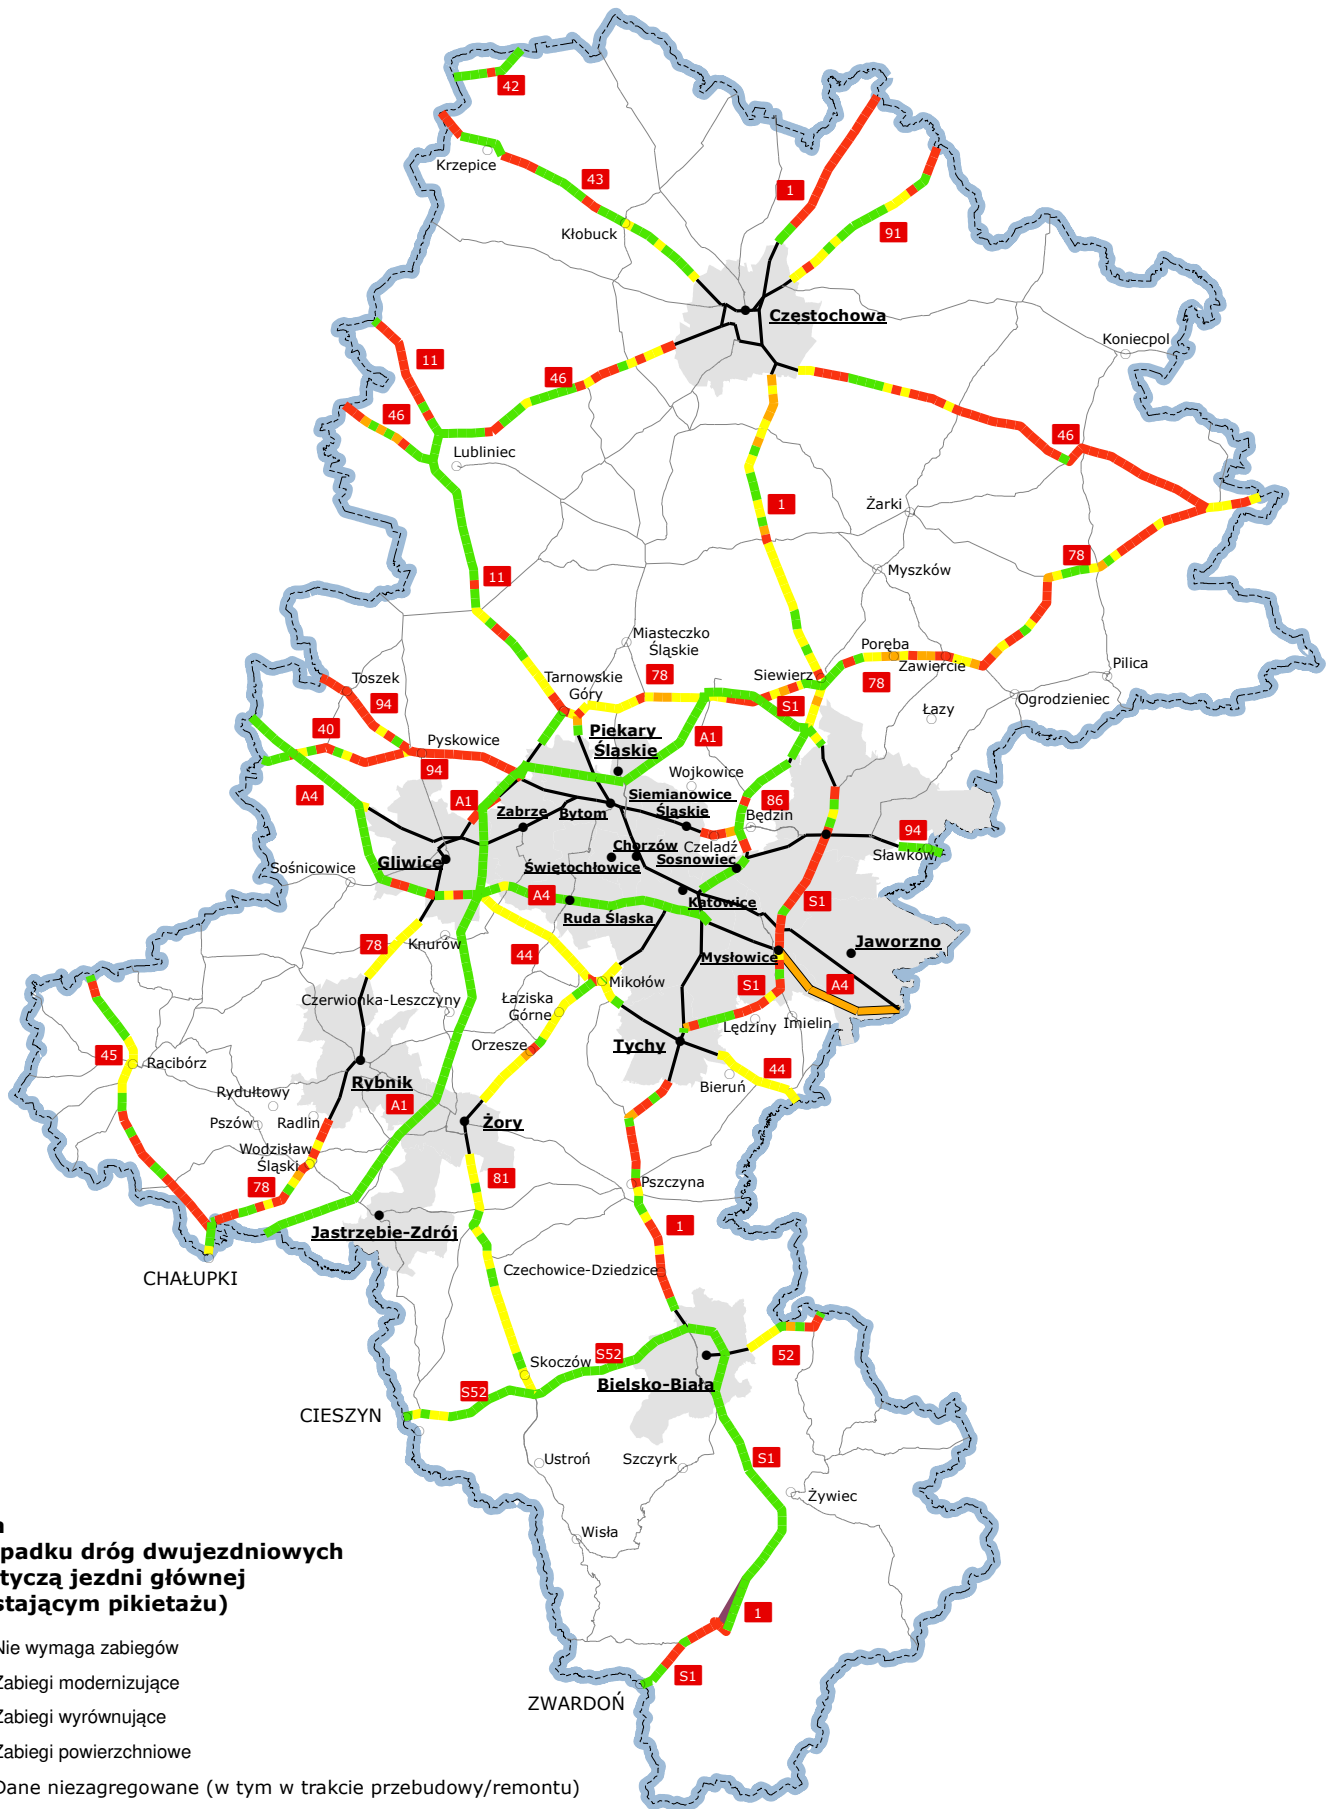 42
Krzepice
43
1
Kłobuck
91
Częstochowa
Koniecpol
11
46
46
46
Lubliniec
1
Żarki
78
Myszków
11
Miasteczko
Śląskie
Poręba
Zawiercie
Siewierz
78
78
Pilica
Toszek
Tarnowskie
Góry
Ogrodzieniec
94
S1
Łazy
40
Piekary
Śląskie
A1
Pyskowice
94
Wojkowice
A4
A1
Siemianowice
Śląskie
86
Zabrze
Bytom
Będzin
94
Chorzów
Czeladź
Sławków
Gliwice
Świętochłowice
Sosnowiec
Sośnicowice
A4
Katowice
S1
Ruda Śląska
78
Knurów
44
Mysłowice
Jaworzno
Mikołów
S1
A4
Czerwionka-Leszczyny
Łaziska
Górne
Lędziny
Imielin
Orzesze
Tychy
45
Racibórz
44
Rybnik
Bieruń
Rydułtowy
A1
Pszów
Radlin
Żory
Wodzisław
Śląski
81
78
Pszczyna
Jastrzębie-Zdrój
1
CHAŁUPKI
Czechowice-Dziedzice
Skoczów
S52
52
S52
Bielsko-Biała
CIESZYN
Ustroń
Szczyrk
S1
Żywiec
Wisła
padku dróg dwujezdniowych
tyczą jezdni głównej
stającym pikietażu)
1
Nie wymaga zabiegów
Zabiegi modernizujące
S1
ZWARDOŃ
Zabiegi wyrównujące
Zabiegi powierzchniowe
Dane niezagregowane (w tym w trakcie przebudowy/remontu)